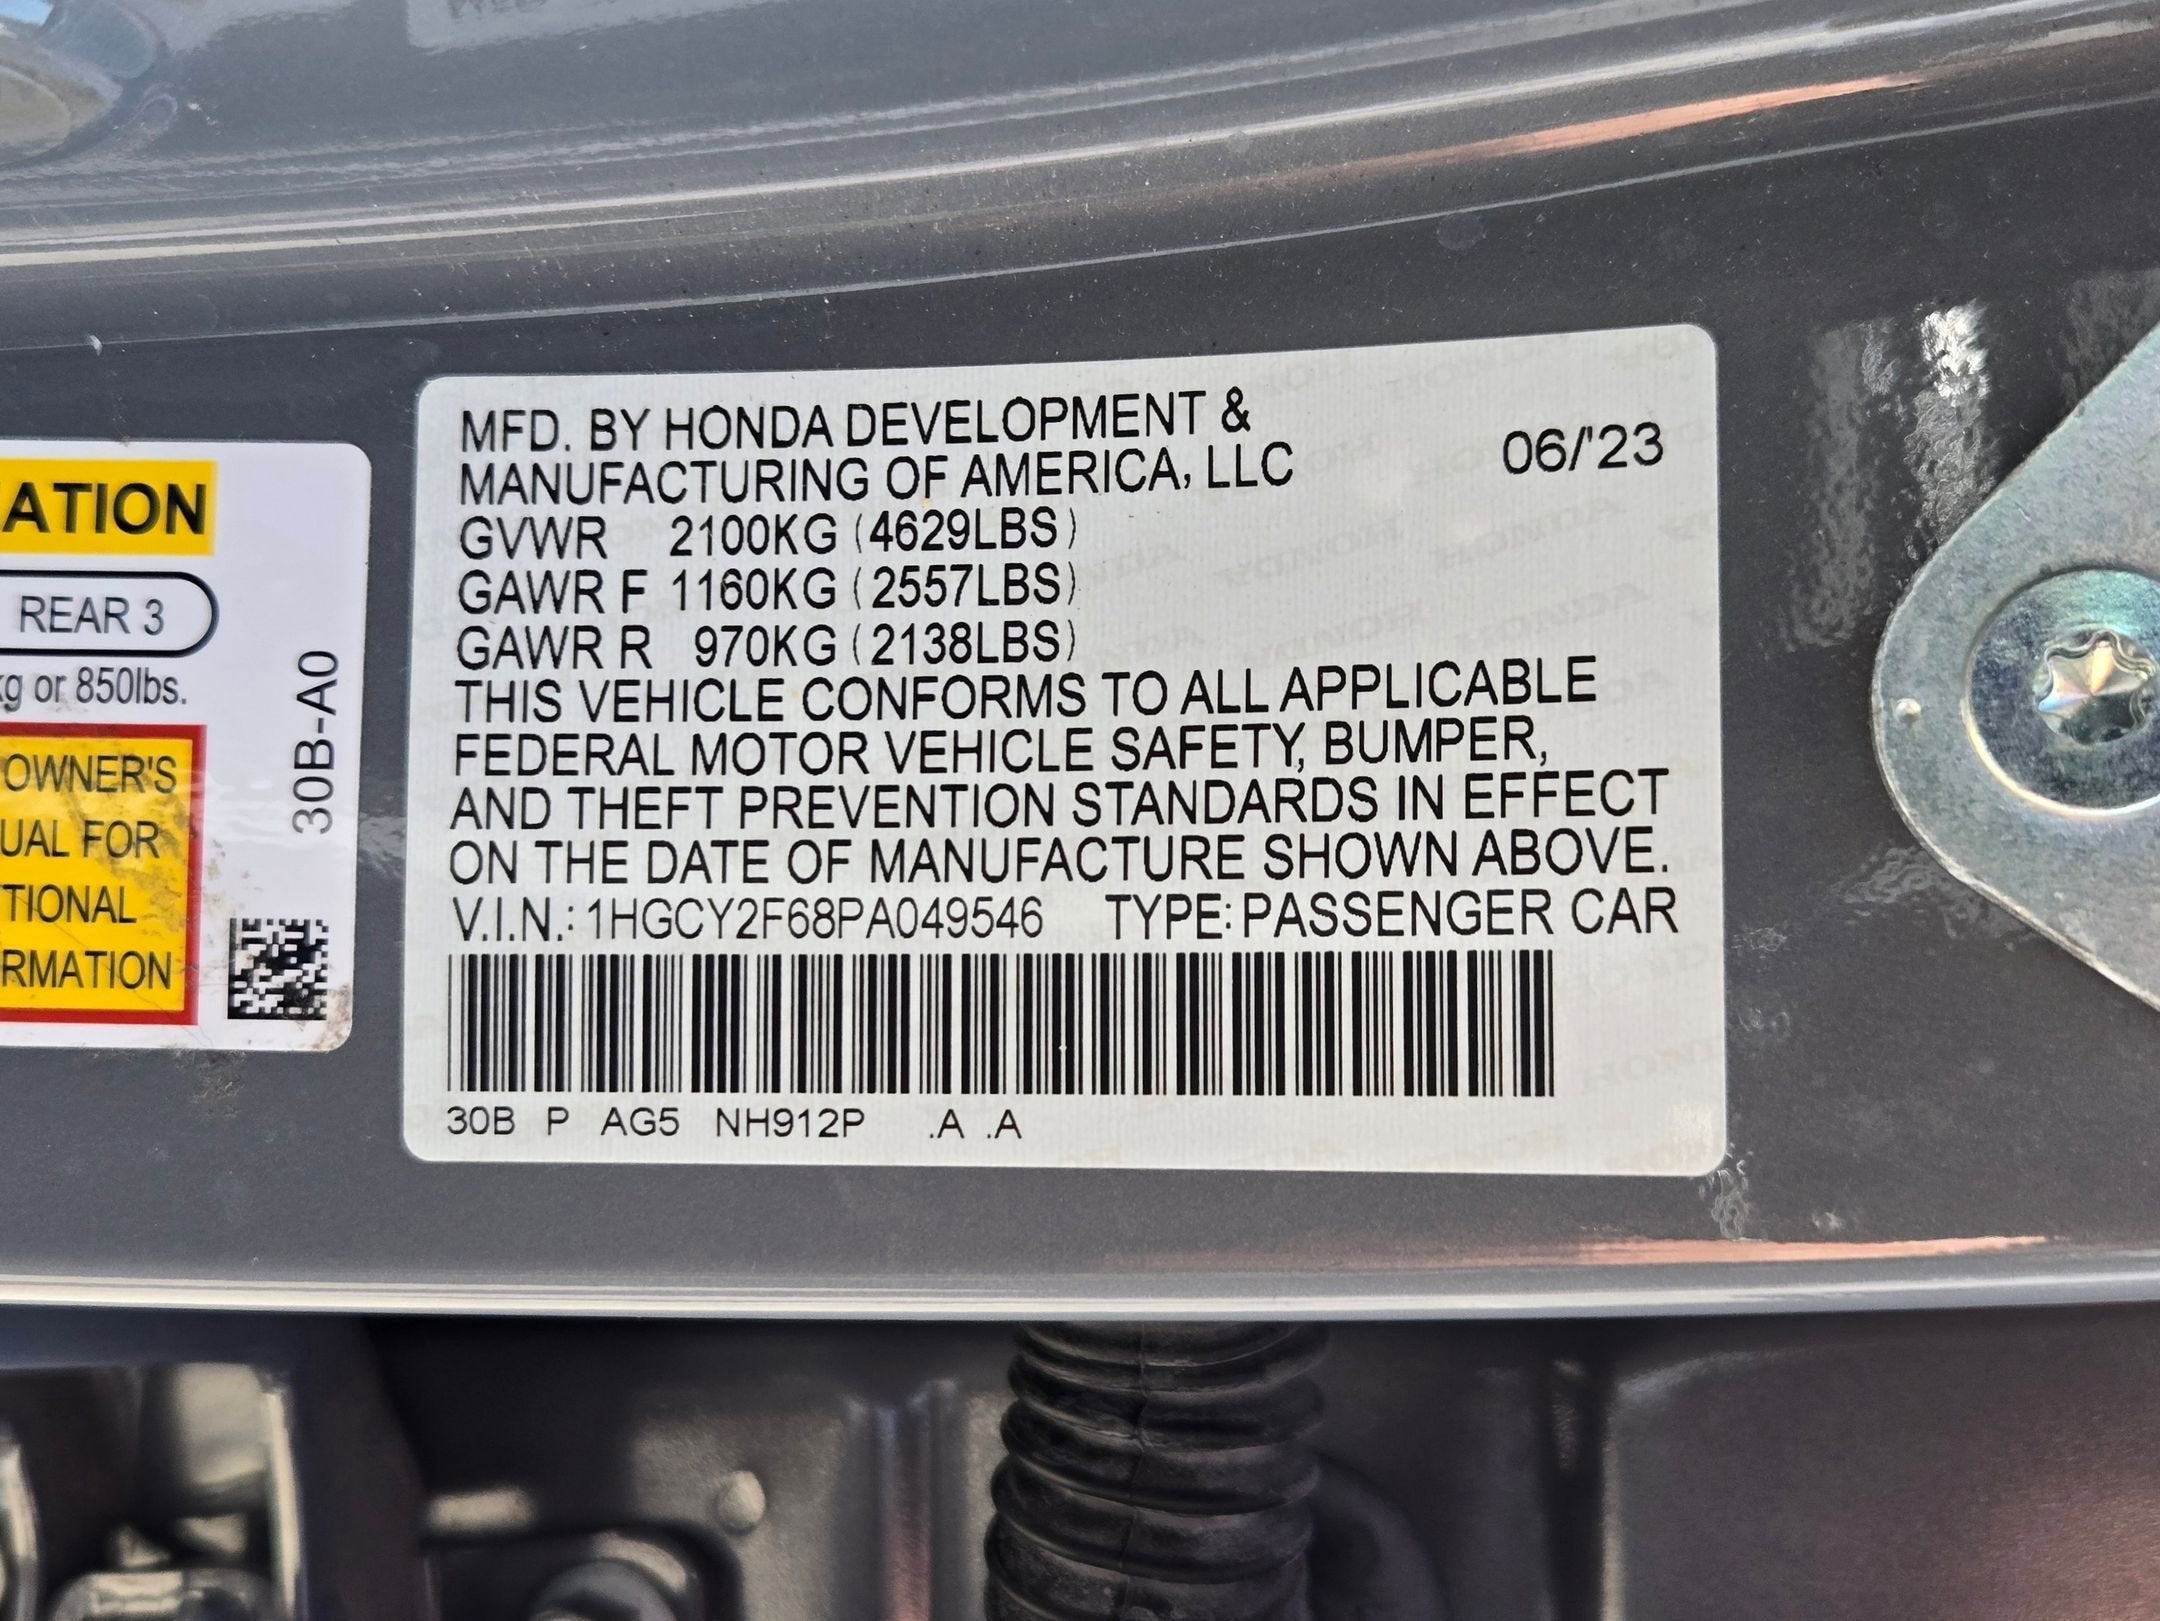 MFD. BY HONDA DEVELOPMENT &
MANUFACTURING OF AMERICA, LLC
06/'23
GVWR 2100KG (4629LBS)
GAWR F 1160KG (2557LBS)
GAWR R 970KG (2138LBS)
THIS VEHICLE CONFORMS TO ALL APPLICABLE
FEDERAL MOTOR VEHICLE SAFETY, BUMPER,
AND THEFT PREVENTION STANDARDS IN EFFECT
ON THE DATE OF MANUFACTURE SHOWN ABOVE.
V.I.N.: 1HGCY2F68PA049546 TYPE: PASSENGER CAR
30B P AG5 NH912P .A .A
ATION
REAR 3
kg or 850lbs.
OWNER'S
UAL FOR
TIONAL
RMATION
30B-A0